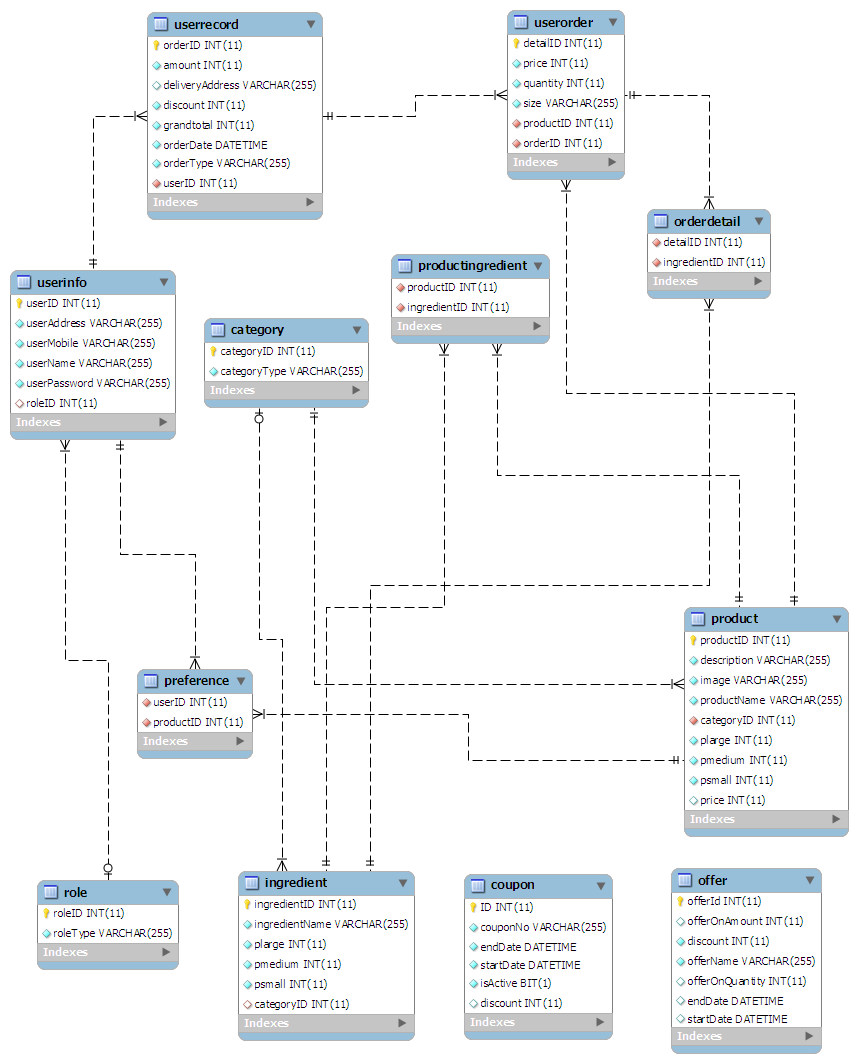 userrecord
orderID INT(11)
amount INT(11)
deliveryAddress VARCHAR(255)
discount INT(11)
grandtotal INT(11)
orderDate DATETIME
orderType VARCHAR(255)
userID INT(11)
Indexes
userorder
detailID INT(11)
price INT(11)
quantity INT(11)
size VARCHAR(255)
productID INT(11)
orderID INT(11)
Indexes
orderdetail
detailID INT(11)
ingredientID INT(11)
Indexes
productingredient
productID INT(11)
ingredientID INT(11)
Indexes
userinfo
userID INT(11)
userAddress VARCHAR(255)
userMobile VARCHAR(255)
userName VARCHAR(255)
userPassword VARCHAR(255)
roleID INT(11)
Indexes
category
categoryID INT(11)
categoryType VARCHAR(255)
Indexes
product
productID INT(11)
description VARCHAR(255)
image VARCHAR(255)
productName VARCHAR(255)
categoryID INT(11)
plarge INT(11)
pmedium INT(11)
psmall INT(11)
price INT(11)
Indexes
preference
userID INT(11)
productID INT(11)
Indexes
role
roleID INT(11)
roleType VARCHAR(255)
Indexes
ingredient
ingredientID INT(11)
ingredientName VARCHAR(255)
plarge INT(11)
pmedium INT(11)
psmall INT(11)
categoryID INT(11)
Indexes
coupon
ID INT(11)
couponNo VARCHAR(255)
endDate DATETIME
startDate DATETIME
isActive BIT(1)
discount INT(11)
Indexes
offer
offerId INT(11)
offerOnAmount INT(11)
discount INT(11)
offerName VARCHAR(255)
offerOnQuantity INT(11)
endDate DATETIME
startDate DATETIME
Indexes